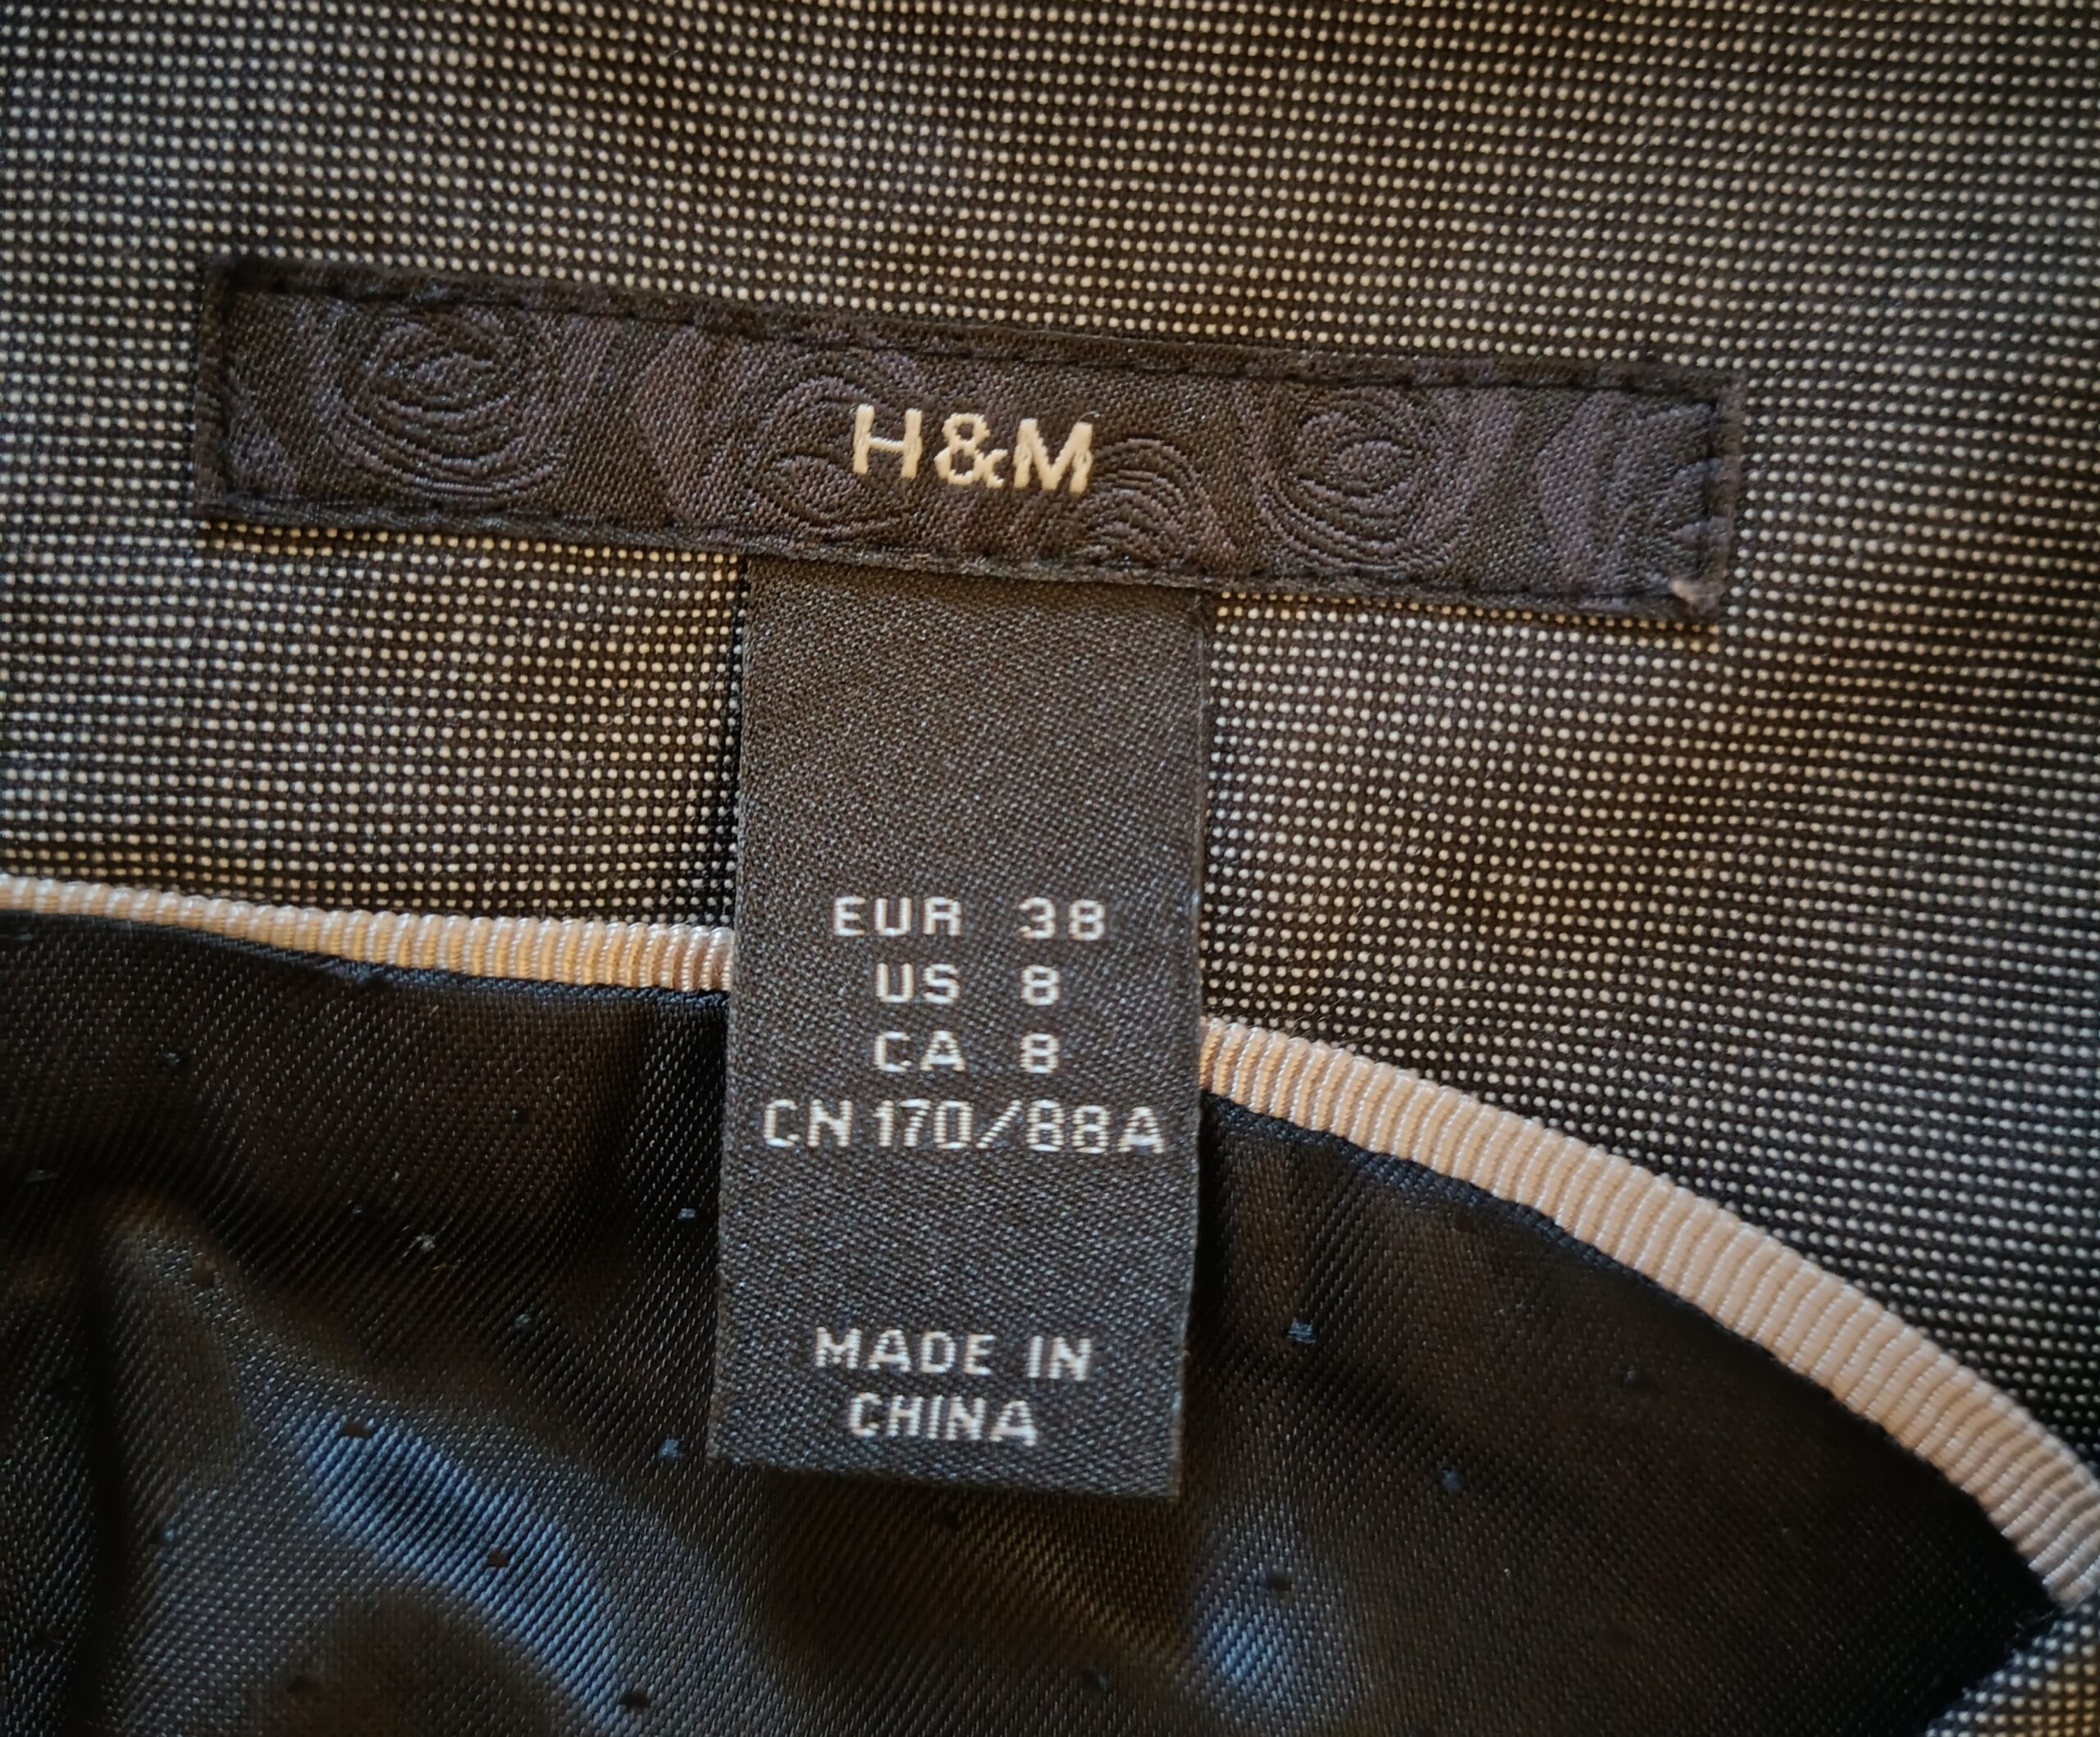 H&M
EUR 38
US 8
CA 8
CN 170/88A
MADE IN
CHINA